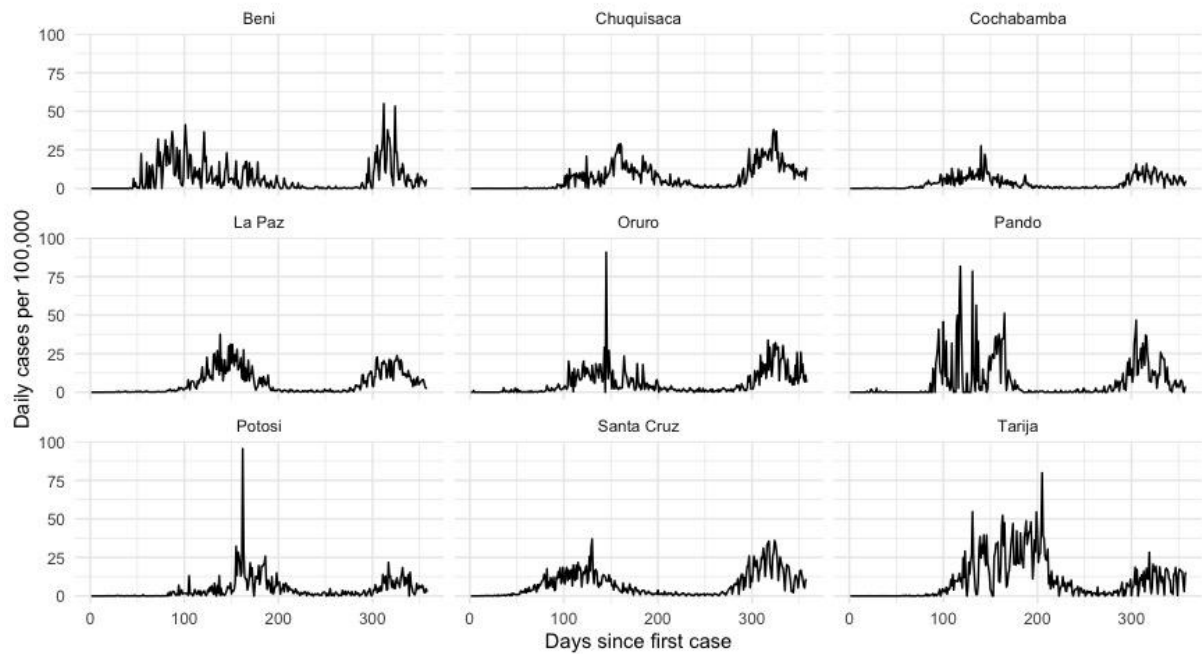 Beni Chuquisaca Cochabamba
100
75
50
25
0
La Paz Oruro Pando
100
75
50
25
0
Daily cases per 100,000
Potosi Santa Cruz Tarija
100
75
50
25
0
0 100 200 300 0 100 200 300 0 100 200 300
Days since first case